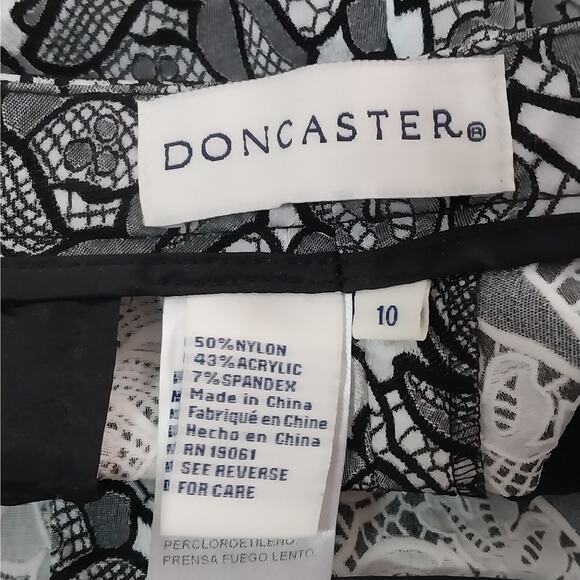 DONCASTER®
10
50%NYLON
43%ACRYLIC
7%SPANDEX
Made in China
Fabriqué en Chine
Hecho en China
RN 19061
SEE REVERSE
FOR CARE
PERCLOROETILENO.
PRENSA FUEGO LENTO.